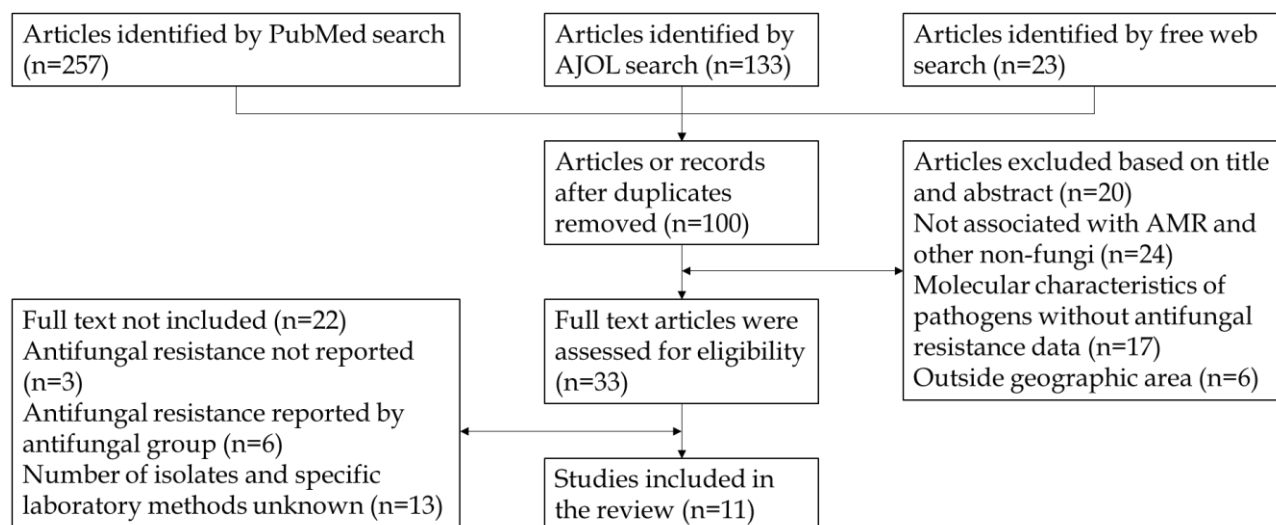 Articles identified by PubMed search
(n=257)
Articles identified by
AJOL search (n=133)
Articles identified by free web
search (n=23)
Articles or records
after duplicates
removed (n=100)
Articles excluded based on title
and abstract (n=20)
Not associated with AMR and
other non-fungi (n=24)
Molecular characteristics of
pathogens without antifungal
resistance data (n=17)
Outside geographic area (n=6)
Full text not included (n=22)
Antifungal resistance not reported
(n=3)
Antifungal resistance reported by
antifungal group (n=6)
Number of isolates and specific
laboratory methods unknown (n=13)
Full text articles were
assessed for eligibility
(n=33)
Studies included in
the review (n=11)